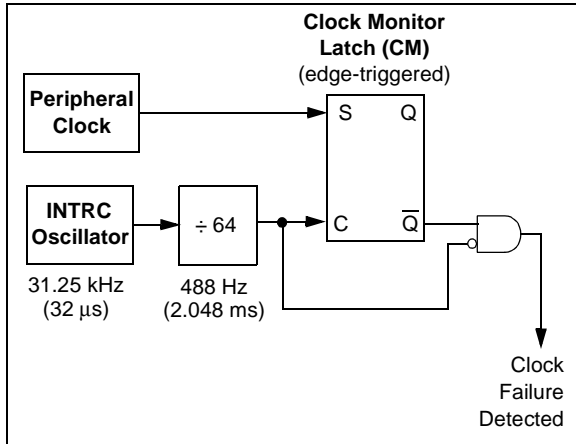 Clock Monitor
Latch (CM)
(edge-triggered)
Peripheral
Clock
S Q
INTRC
Oscillator
÷ 64
C Q̅
31.25 kHz
(32 μs)
488 Hz
(2.048 ms)
Clock
Failure
Detected